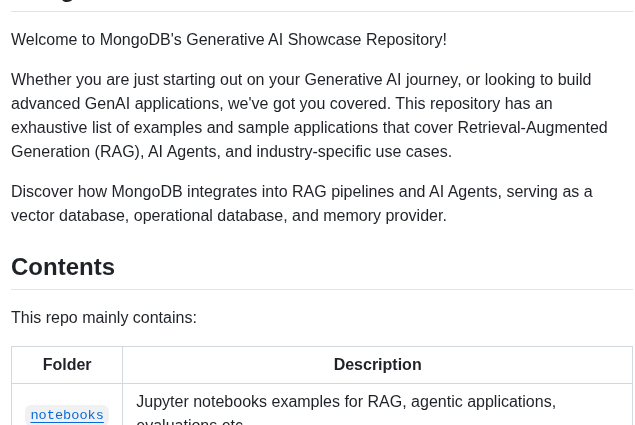 Welcome to MongoDB's Generative AI Showcase Repository!
Whether you are just starting out on your Generative AI journey, or looking to build
advanced GenAI applications, we've got you covered. This repository has an
exhaustive list of examples and sample applications that cover Retrieval-Augmented
Generation (RAG), AI Agents, and industry-specific use cases.
Discover how MongoDB integrates into RAG pipelines and AI Agents, serving as a
vector database, operational database, and memory provider.
Contents
This repo mainly contains:
Folder Description
notebooks Jupyter notebooks examples for RAG, agentic applications,
evaluations etc.